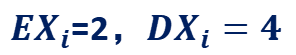 EXᵢ=2，DXᵢ = 4